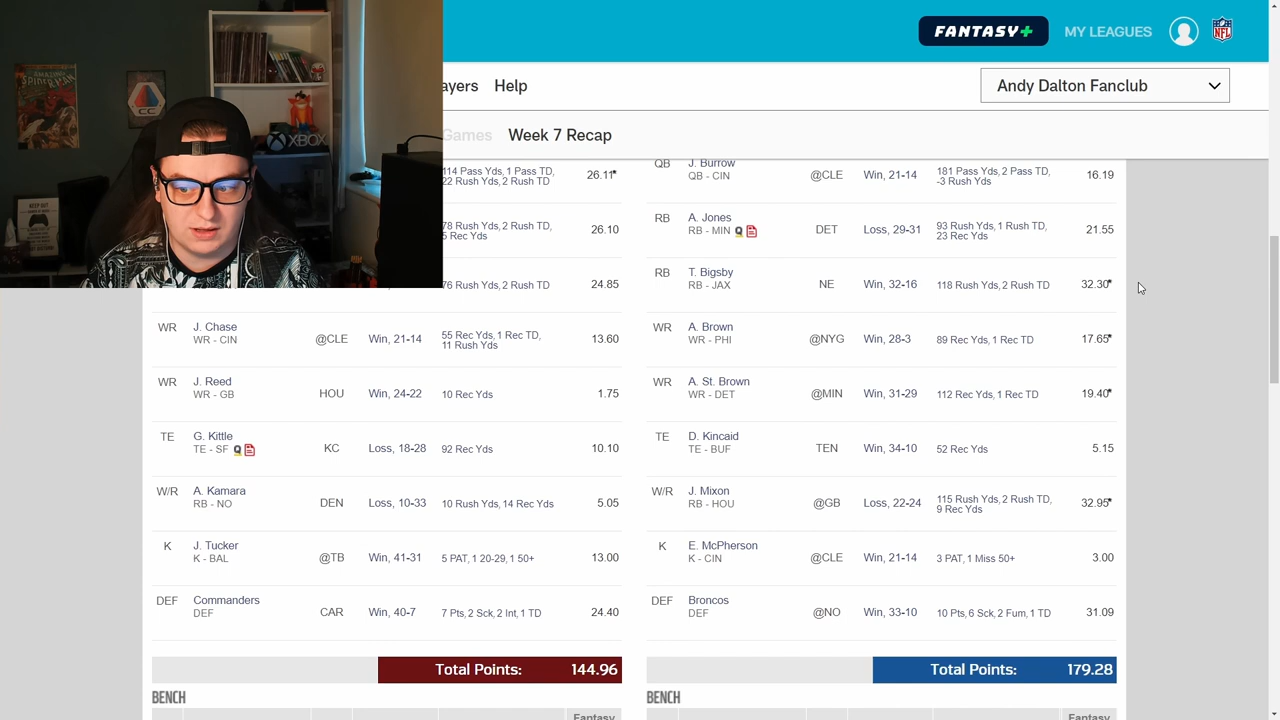 FANTASY+
MY LEAGUES
NFL
ayers Help
Andy Dalton Fanclub
Games Week 7 Recap
AMAZING
SPIDER-MAN
CC
XBOX
KEEP OUT
114 Pass Yds, 1 Pass TD,
22 Rush Yds, 2 Rush TD
26.11*
78 Rush Yds, 2 Rush TD,
5 Rec Yds
26.10
76 Rush Yds, 2 Rush TD
24.85
WR J. Chase
WR - CIN
@CLE Win, 21-14
55 Rec Yds, 1 Rec TD,
11 Rush Yds
13.60
WR J. Reed
WR - GB
HOU Win, 24-22 10 Rec Yds 1.75
TE G. Kittle
TE - SF Q
KC Loss, 18-28 92 Rec Yds 10.10
W/R A. Kamara
RB - NO
DEN Loss, 10-33 10 Rush Yds, 14 Rec Yds 5.05
K J. Tucker
K - BAL
@TB Win, 41-31 5 PAT, 1 20-29, 1 50+ 13.00
DEF Commanders
DEF
CAR Win, 40-7 7 Pts, 2 Sck, 2 Int, 1 TD 24.40
Total Points: 144.96
BENCH
Fantasy
QB J. Burrow
QB - CIN
@CLE Win, 21-14
181 Pass Yds, 2 Pass TD,
-3 Rush Yds
16.19
RB A. Jones
RB - MIN Q
DET Loss, 29-31
93 Rush Yds, 1 Rush TD,
23 Rec Yds
21.55
RB T. Bigsby
RB - JAX
NE Win, 32-16 118 Rush Yds, 2 Rush TD 32.30*
WR A. Brown
WR - PHI
@NYG Win, 28-3 89 Rec Yds, 1 Rec TD 17.65*
WR A. St. Brown
WR - DET
@MIN Win, 31-29 112 Rec Yds, 1 Rec TD 19.40*
TE D. Kincaid
TE - BUF
TEN Win, 34-10 52 Rec Yds 5.15
W/R J. Mixon
RB - HOU
@GB Loss, 22-24
115 Rush Yds, 2 Rush TD,
9 Rec Yds
32.95*
K E. McPherson
K - CIN
@CLE Win, 21-14 3 PAT, 1 Miss 50+ 3.00
DEF Broncos
DEF
@NO Win, 33-10 10 Pts, 6 Sck, 2 Fum, 1 TD 31.09
Total Points: 179.28
BENCH
Fantasy